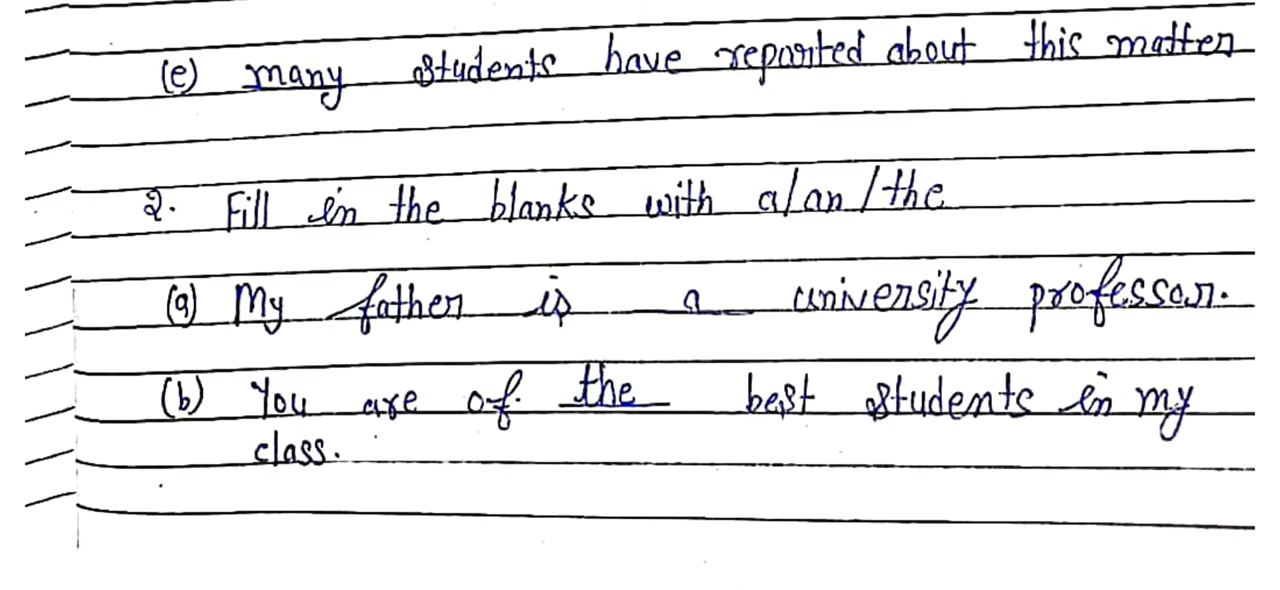 (e) many students have reported about this matter
2. Fill in the blanks with a/an/the
(a) My father is a university professor.
(b) You are of the best students in my
class.